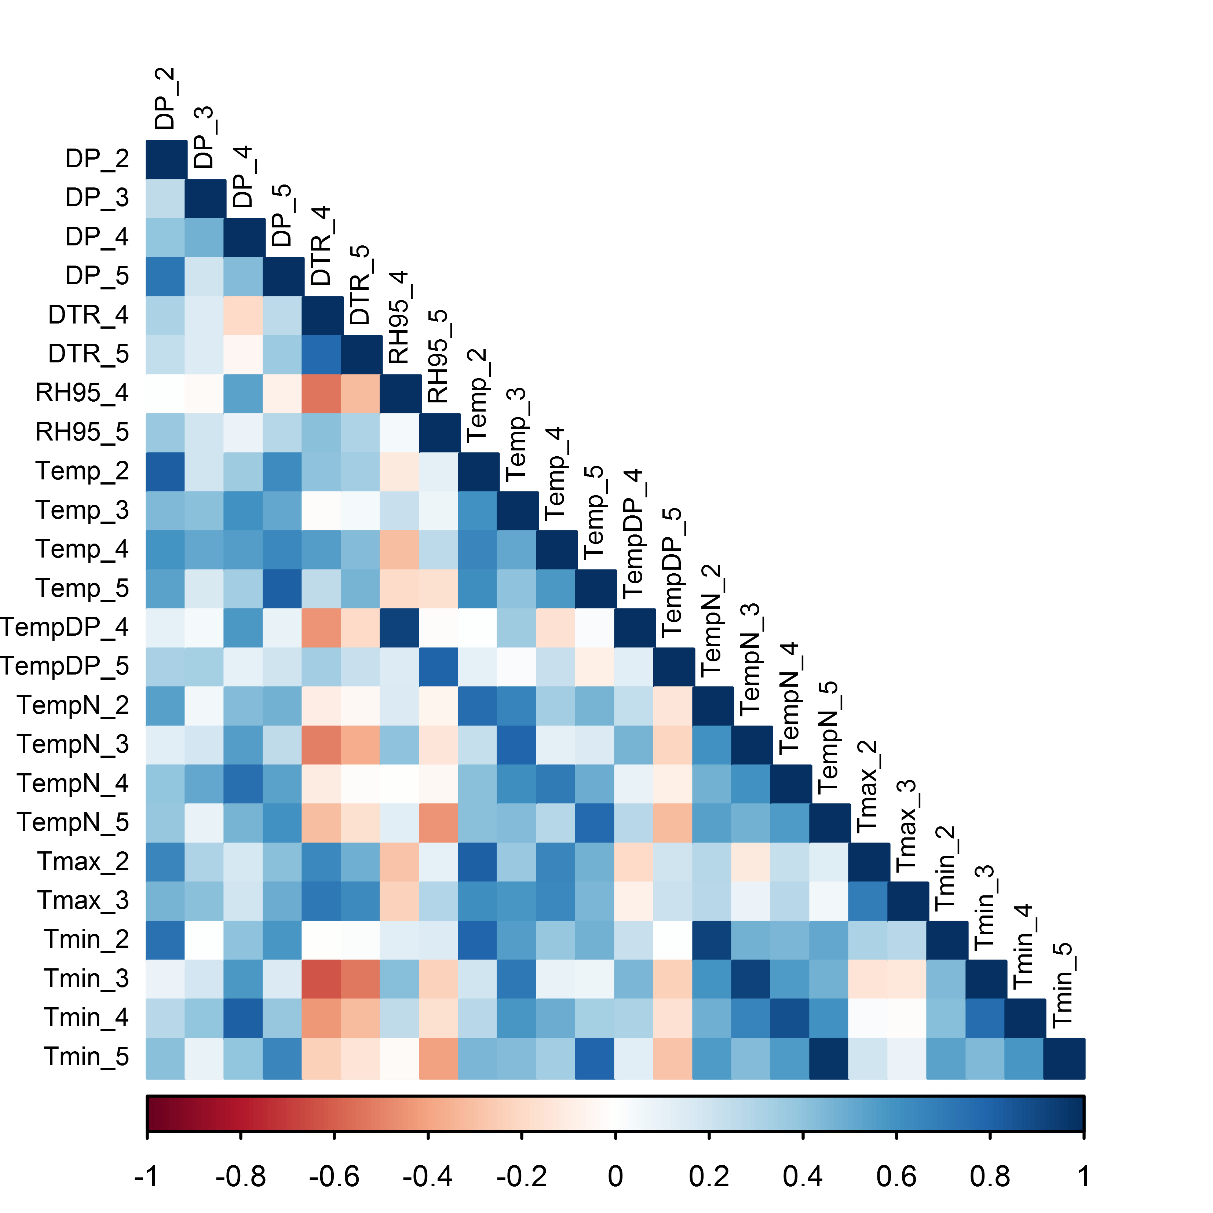 DP_2
DP_3
DP_4
DP_5
DTR_4
DTR_5
RH95_4
RH95_5
Temp_2
Temp_3
Temp_4
Temp_5
TempDP_4
TempDP_5
TempN_2
TempN_3
TempN_4
TempN_5
Tmax_2
Tmax_3
Tmin_2
Tmin_3
Tmin_4
Tmin_5
DP_2
DP_3
DP_4
DP_5
DTR_4
DTR_5
RH95_4
RH95_5
Temp_2
Temp_3
Temp_4
Temp_5
TempDP_4
TempDP_5
TempN_2
TempN_3
TempN_4
TempN_5
Tmax_2
Tmax_3
Tmin_2
Tmin_3
Tmin_4
Tmin_5
-1 -0.8 -0.6 -0.4 -0.2 0 0.2 0.4 0.6 0.8 1